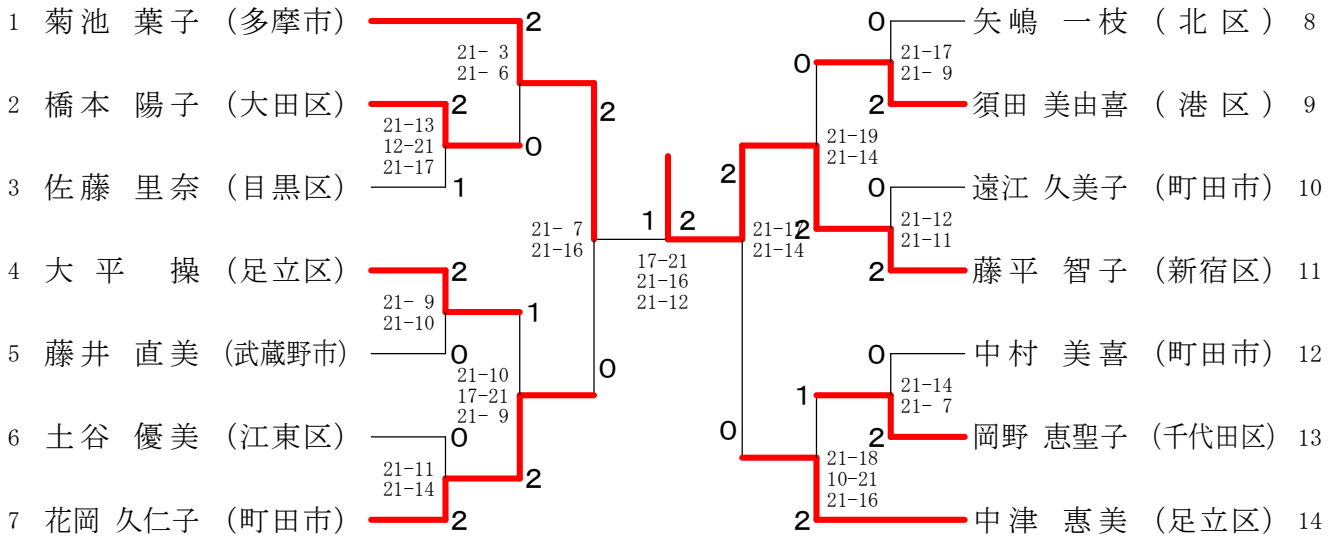 1 菊池 葉子 (多摩市) 2
21- 3
21- 6
2 橋本 陽子 (大田区) 2
21-13
12-21
21-17
0
3 佐藤 里奈 (目黒区) 1
2
21- 7
21-16
4 大平 操 (足立区) 2
21- 9
21-10
1
5 藤井 直美 (武蔵野市) 0
21-10
17-21
21- 9
0
6 土谷 優美 (江東区) 0
21-11
21-14
2
7 花岡 久仁子 (町田市) 2
1 2
17-21
21-16
21-12
0 矢嶋 一枝 (北区) 8
21-17
21- 9
0
2 須田 美由喜 (港区) 9
21-19
21-14
2
0 遠江 久美子 (町田市) 10
21-12
21-11
2
21-14
2 藤平 智子 (新宿区) 11
0 中村 美喜 (町田市) 12
21-14
21- 7
1
2 岡野 恵聖子 (千代田区) 13
0
21-18
10-21
21-16
2 中津 惠美 (足立区) 14